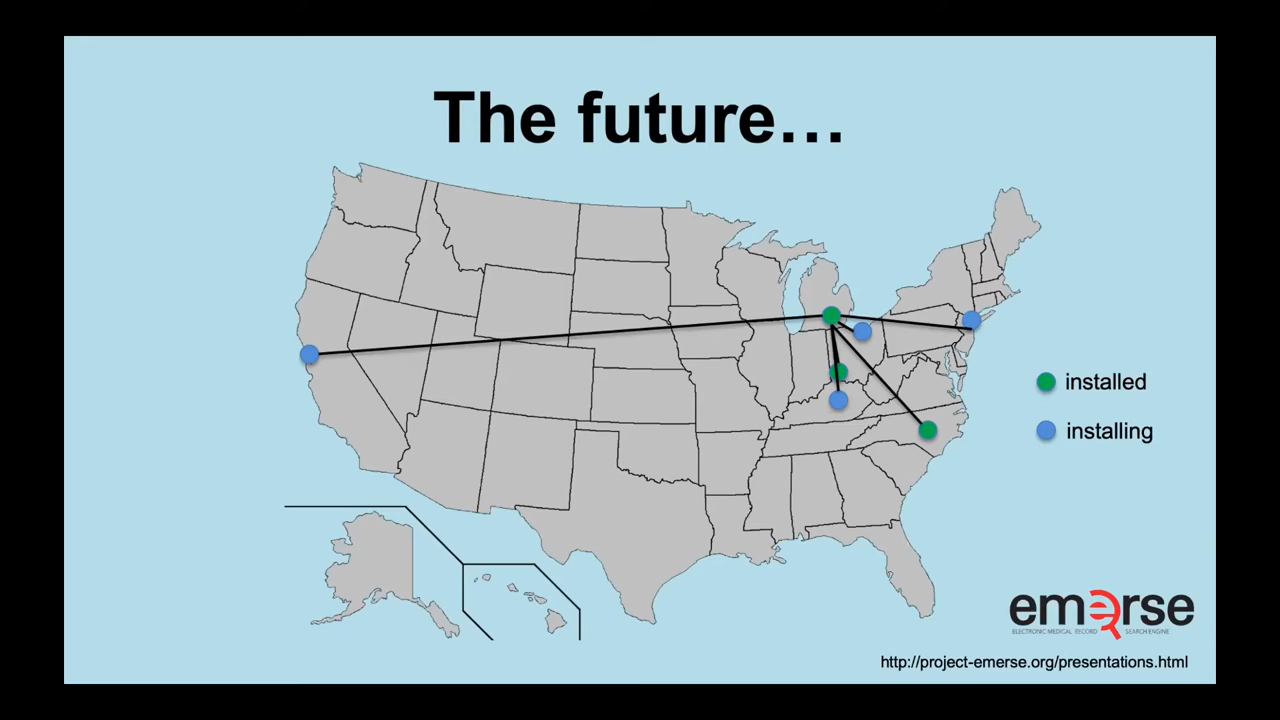 The future…
installed
installing
emerse
ELECTRONIC MEDICAL RECORD SEARCH ENGINE
http://project-emerse.org/presentations.html